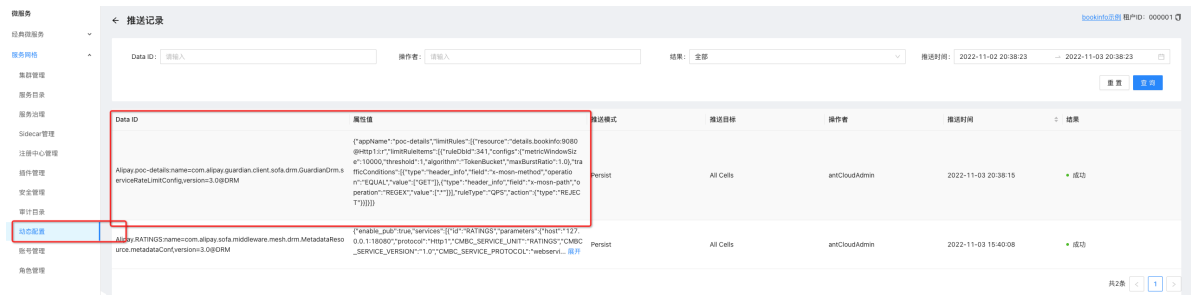 微服务
← 推送记录
bookinfo示例 租户ID: 000001
经典微服务
服务网格
集群管理
服务目录
服务治理
Sidecar管理
注册中心管理
插件管理
安全管理
审计目录
动态配置
账号管理
角色管理
Data ID: 请输入
操作者: 请输入
结果: 全部
推送时间: 2022-11-02 20:38:23 → 2022-11-03 20:38:23
重置 查询
Data ID 属性值 推送模式 推送目标 操作者 推送时间 结果
Alipay.poc-details:name=com.alipay.guardian.client.sofa.drm.GuardianDrm.s
erviceRateLimitConfig,version=3.0@DRM
{"appName":"poc-details","limitRules":[{"resource":"details.bookinfo:9080
@Http1:i:r","limitRuleItems":[{"ruleDbId":341,"configs":{"metricWindowSiz
e":10000,"threshold":1,"algorithm":"TokenBucket","maxBurstRatio":1.0},"tra
fficConditions":[{"type":"header_info","field":"x-mosn-method","operatio
n":"EQUAL","value":["GET"]},{"type":"header_info","field":"x-mosn-path","o
peration":"REGEX","value":[".*"]}],"ruleType":"QPS","action":{"type":"REJEC
T"}}]}]}
Persist All Cells antCloudAdmin 2022-11-03 20:38:15 成功
Alipay.RATINGS:name=com.alipay.sofa.middleware.mesh.drm.MetadataReso
urce.metadataConf,version=3.0@DRM
{"enable_pub":true,"services":[{"id":"RATINGS","parameters":{"host":"127.
0.0.1:18080","protocol":"Http1","CMBC_SERVICE_UNIT":"RATINGS","CMBC
_SERVICE_VERSION":"1.0","CMBC_SERVICE_PROTOCOL":"webservi... 展开
Persist All Cells antCloudAdmin 2022-11-03 15:40:08 成功
共2条 < 1 >